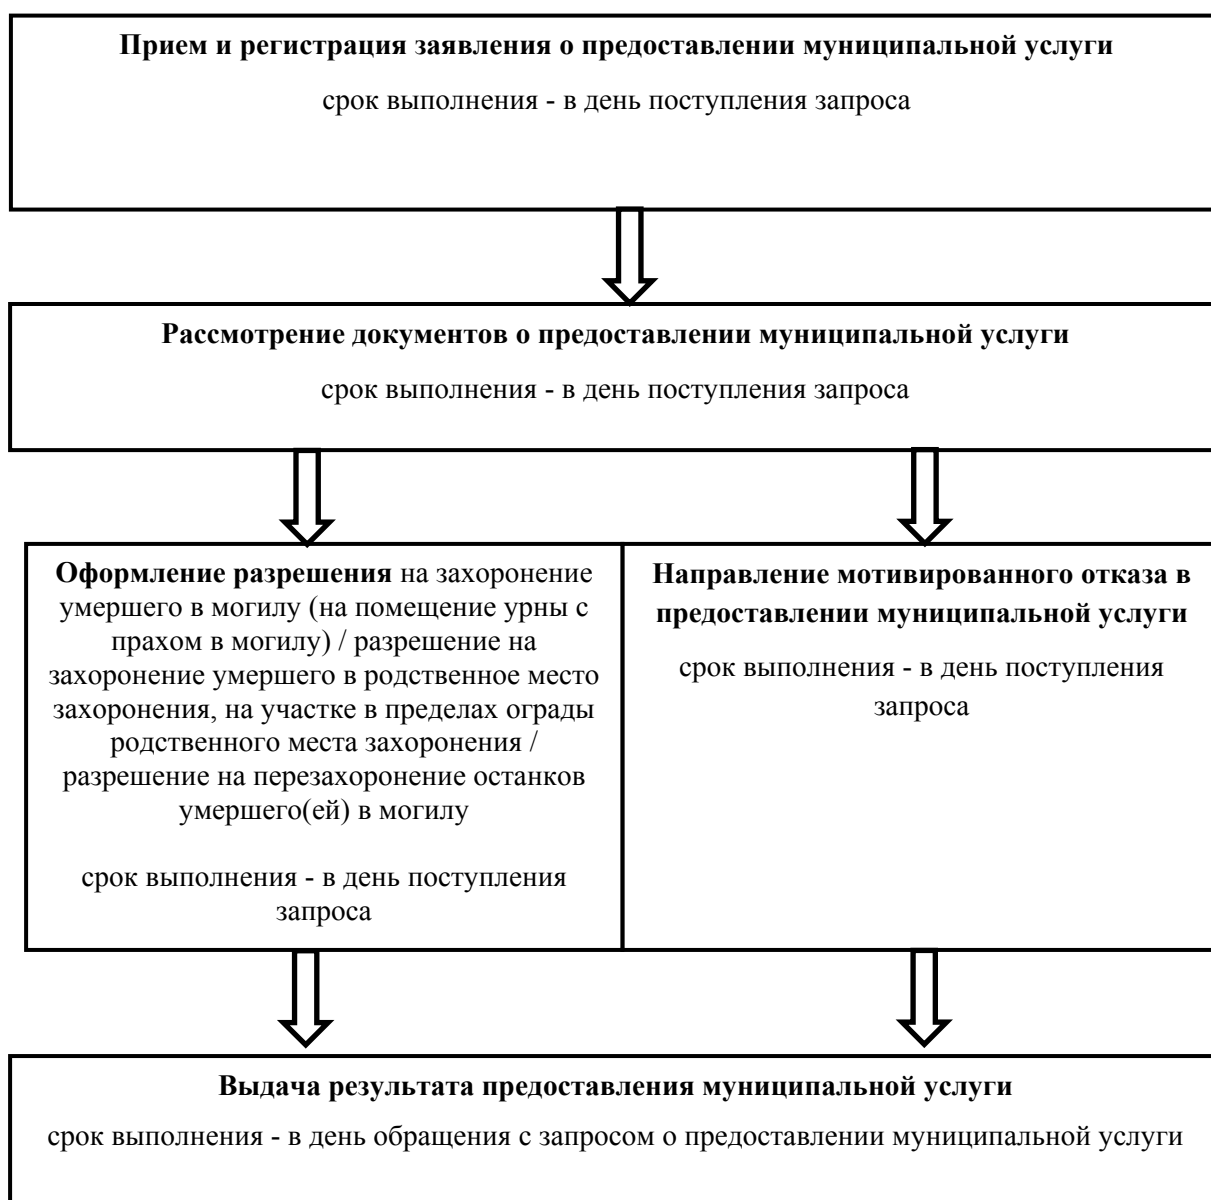 Прием и регистрация заявления о предоставлении муниципальной услуги
срок выполнения - в день поступления запроса
Рассмотрение документов о предоставлении муниципальной услуги
срок выполнения - в день поступления запроса
Оформление разрешения на захоронение
умершего в могилу (на помещение урны с
прахом в могилу) / разрешение на
захоронение умершего в родственное место
захоронения, на участке в пределах ограды
родственного места захоронения /
разрешение на перезахоронение останков
умершего(ей) в могилу
срок выполнения - в день поступления
запроса
Направление мотивированного отказа в
предоставлении муниципальной услуги
срок выполнения - в день поступления
запроса
Выдача результата предоставления муниципальной услуги
срок выполнения - в день обращения с запросом о предоставлении муниципальной услуги